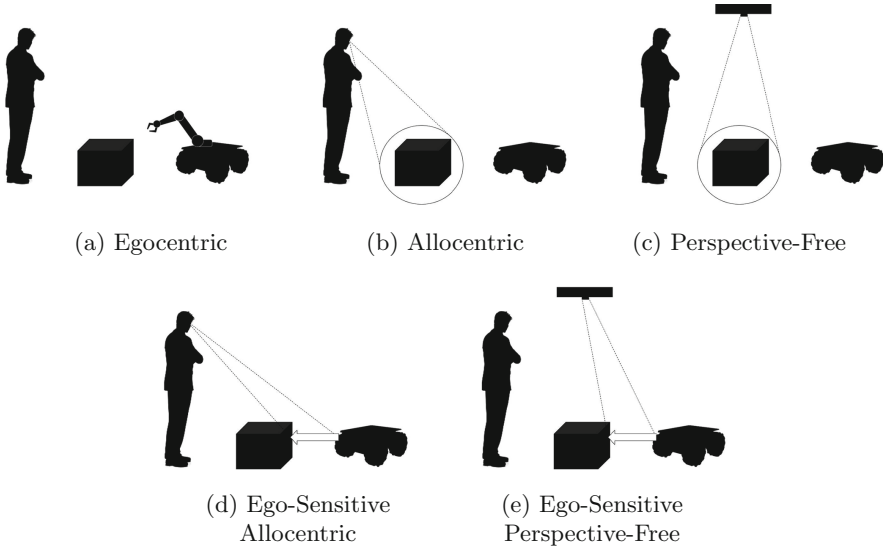 (a) Egocentric
(b) Allocentric
(c) Perspective-Free
(d) Ego-Sensitive
Allocentric
(e) Ego-Sensitive
Perspective-Free